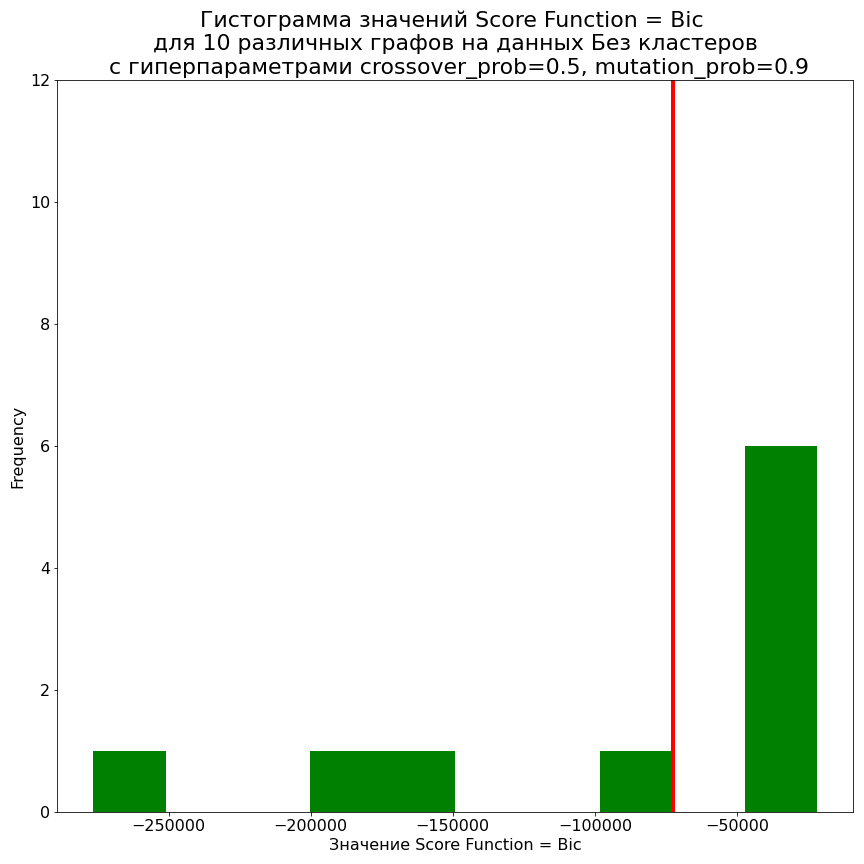 Гистограмма значений Score Function = Bic
для 10 различных графов на данных Без кластеров
с гиперпараметрами crossover_prob=0.5, mutation_prob=0.9
12
10
8
6
4
2
0
Frequency
−250000 −200000 −150000 −100000 −50000
Значение Score Function = Bic